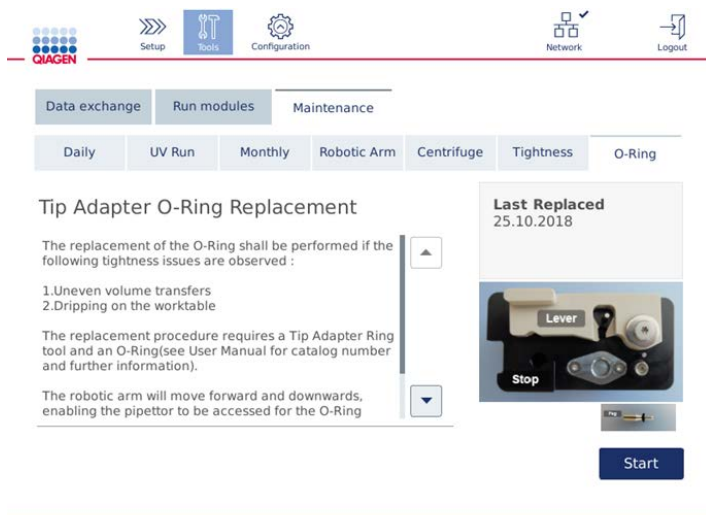 QIAGEN
Setup
Tools
Configuration
Network
Logout
Data exchange
Run modules
Maintenance
Daily
UV Run
Monthly
Robotic Arm
Centrifuge
Tightness
O-Ring
Tip Adapter O-Ring Replacement
The replacement of the O-Ring shall be performed if the
following tightness issues are observed :
1.Uneven volume transfers
2.Dripping on the worktable
The replacement procedure requires a Tip Adapter Ring
tool and an O-Ring(see User Manual for catalog number
and further information).
The robotic arm will move forward and downwards,
enabling the pipettor to be accessed for the O-Ring
Last Replaced
25.10.2018
Lever
Stop
Peg
Start